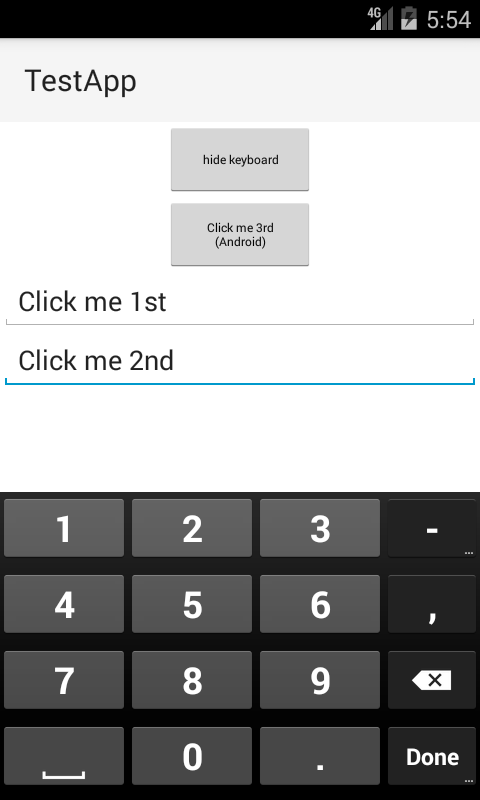 4G 5:54
TestApp
hide keyboard
Click me 3rd
(Android)
Click me 1st
Click me 2nd
1 2 3 - ...
4 5 6 ,
7 8 9
0 . Done ...